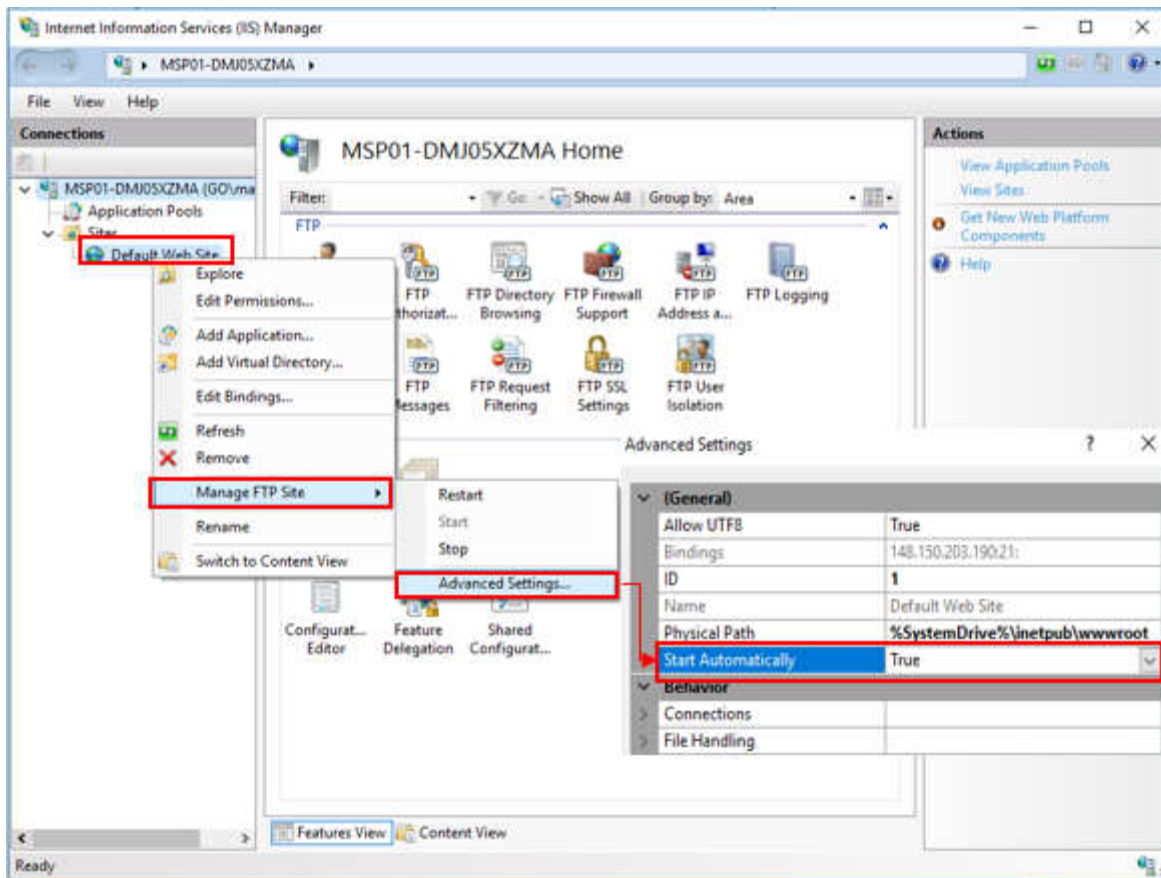 Internet Information Services (IIS) Manager
MSP01-DMJ05XZMA
File View Help
Connections
MSP01-DMJ05XZMA (GO\ma
Application Pools
Sites
Default Web Site
Explore
Edit Permissions...
Add Application...
Add Virtual Directory...
Edit Bindings...
Refresh
Remove
Manage FTP Site
Rename
Switch to Content View
Restart
Start
Stop
Advanced Settings...
MSP01-DMJ05XZMA Home
Filter: Go Show All Group by: Area
FTP
FTP
thorizat...
FTP Directory
Browsing
FTP Firewall
Support
FTP IP
Address a...
FTP Logging
FTP
Messages
FTP Request
Filtering
FTP SSL
Settings
FTP User
Isolation
Configurat...
Editor
Feature
Delegation
Shared
Configurat...
Features View Content View
Actions
View Application Pools
View Sites
Get New Web Platform
Components
Help
Advanced Settings ?
(General)
Allow UTF8 True
Bindings 148.150.203.190:21:
ID 1
Name Default Web Site
Physical Path %SystemDrive%\inetpub\wwwroot
Start Automatically True
Behavior
Connections
File Handling
Ready